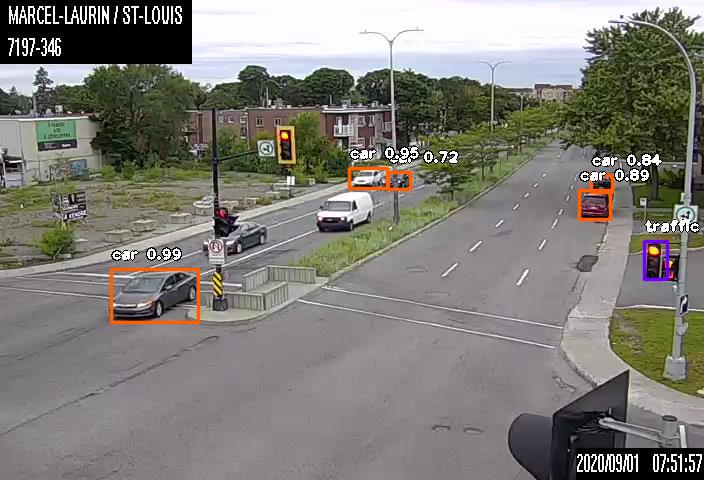 MARCEL-LAURIN / ST-LOUIS
7197-346
car 0.95
0.72
car 0.84
car 0.89
traffic
car 0.99
2020/09/01 07:51:57